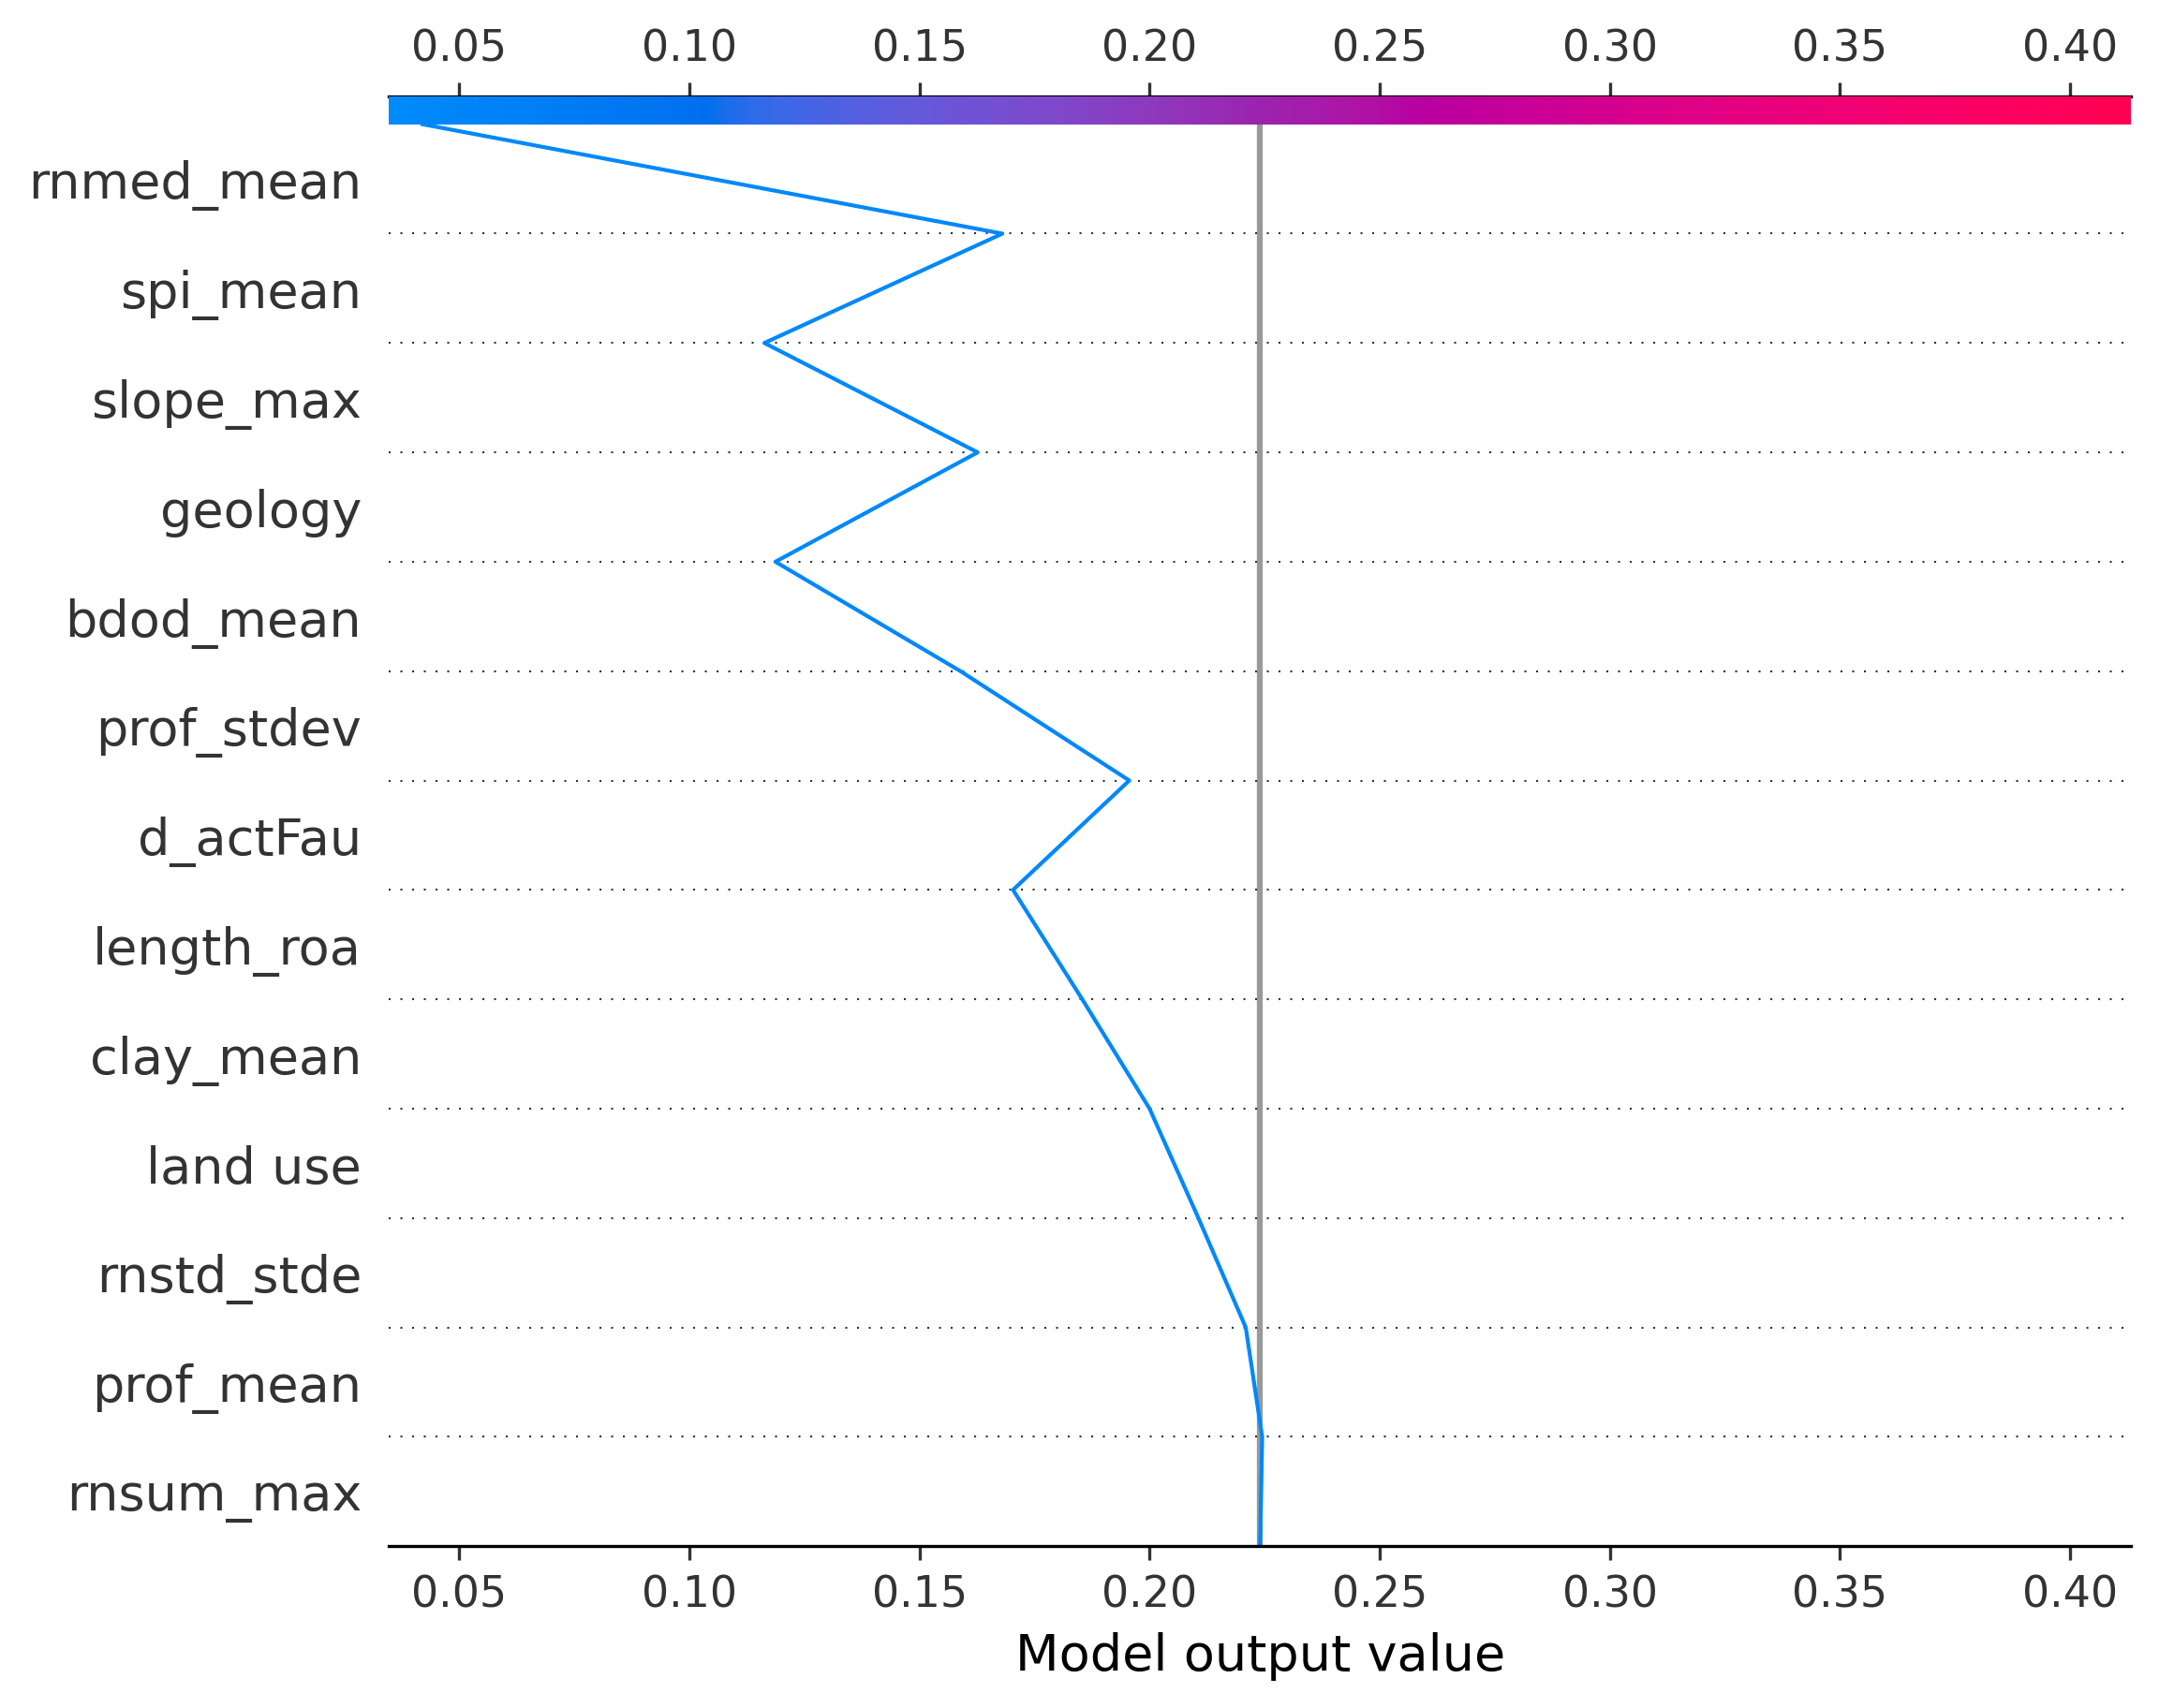 0.05 0.10 0.15 0.20 0.25 0.30 0.35 0.40
rnmed_mean
spi_mean
slope_max
geology
bdod_mean
prof_stdev
d_actFau
length_roa
clay_mean
land use
rnstd_stde
prof_mean
rnsum_max
0.05 0.10 0.15 0.20 0.25 0.30 0.35 0.40
Model output value